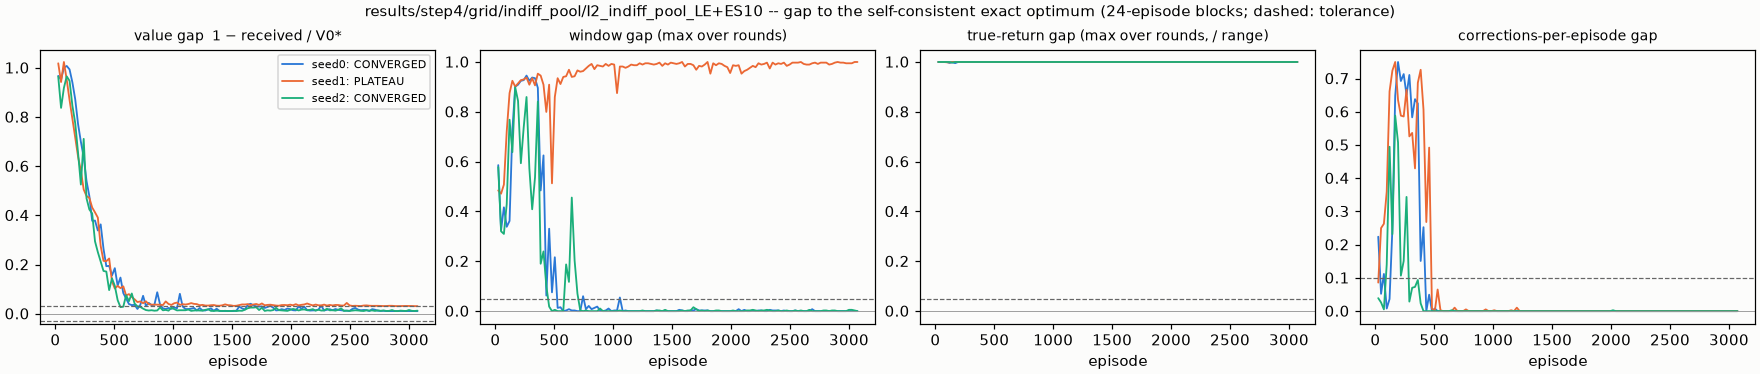 results/step4/grid/indiff_pool/l2_indiff_pool_LE+ES10 -- gap to the self-consistent exact optimum (24-episode blocks; dashed: tolerance)
value gap 1 − received / V0*
1.0
0.8
0.6
0.4
0.2
0.0
seed0: CONVERGED
seed1: PLATEAU
seed2: CONVERGED
0 500 1000 1500 2000 2500 3000
episode
window gap (max over rounds)
1.0
0.8
0.6
0.4
0.2
0.0
0 500 1000 1500 2000 2500 3000
episode
true-return gap (max over rounds, / range)
1.0
0.8
0.6
0.4
0.2
0.0
0 500 1000 1500 2000 2500 3000
episode
corrections-per-episode gap
0.7
0.6
0.5
0.4
0.3
0.2
0.1
0.0
0 500 1000 1500 2000 2500 3000
episode